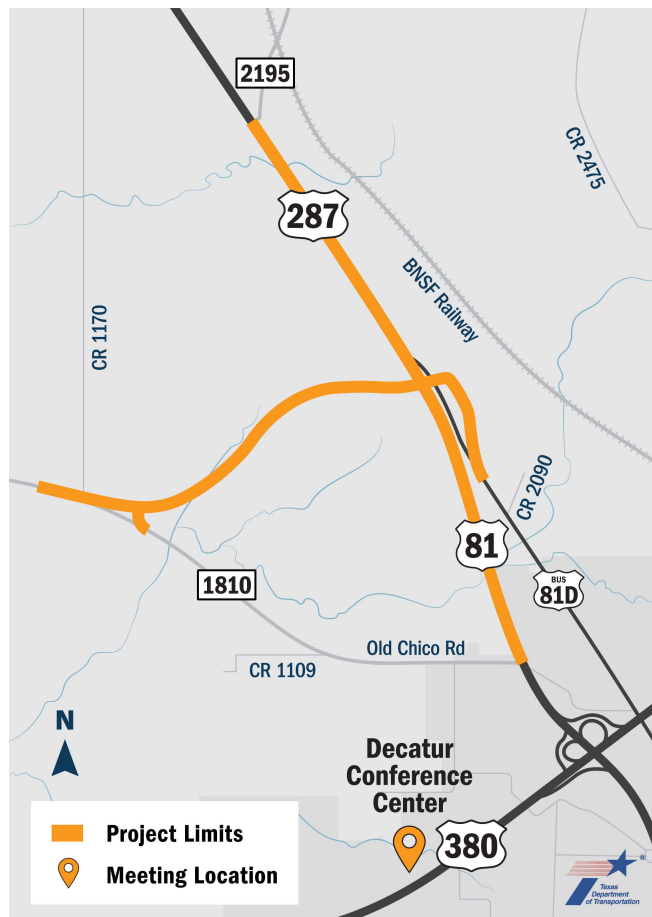 2195
CR 2475
287
BNSF Railway
CR 1170
CR 2090
81
BUS
81D
1810
Old Chico Rd
CR 1109
N
Decatur
Conference
Center
380
Project Limits
Meeting Location
Texas
Department
of Transportation
®